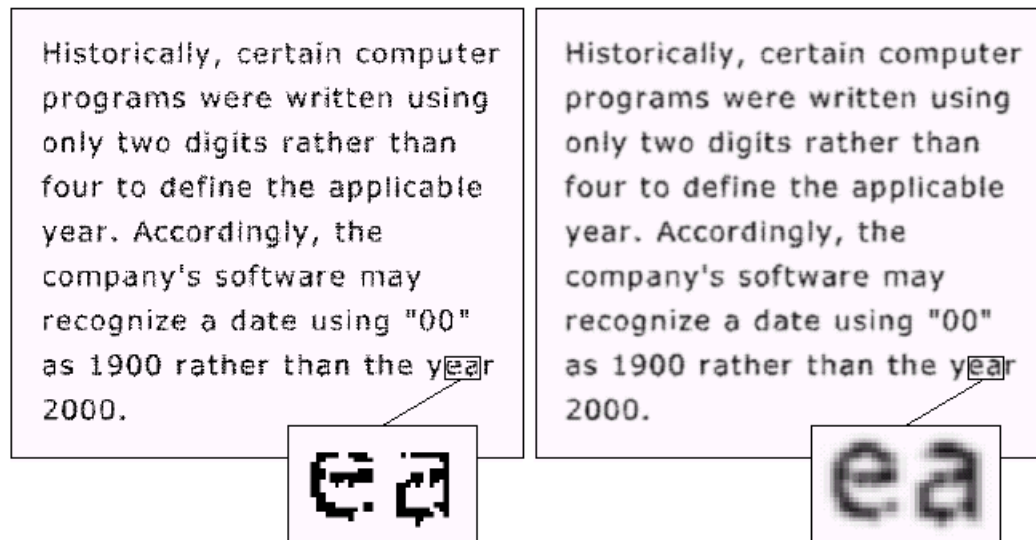 Historically, certain computer
programs were written using
only two digits rather than
four to define the applicable
year. Accordingly, the
company's software may
recognize a date using "00"
as 1900 rather than the year
2000.
ea
Historically, certain computer
programs were written using
only two digits rather than
four to define the applicable
year. Accordingly, the
company's software may
recognize a date using "00"
as 1900 rather than the year
2000.
ea